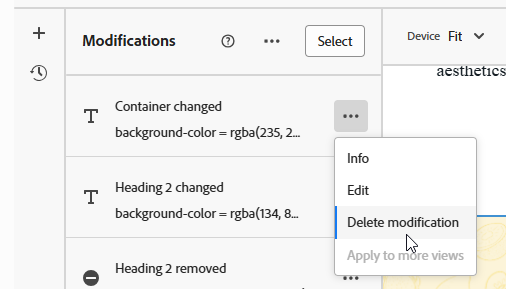 Modifications
Select
Device Fit
aesthetics
Container changed
background-color = rgba(235, 2...
Info
Edit
Heading 2 changed
background-color = rgba(134, 8...
Delete modification
Apply to more views
Heading 2 removed